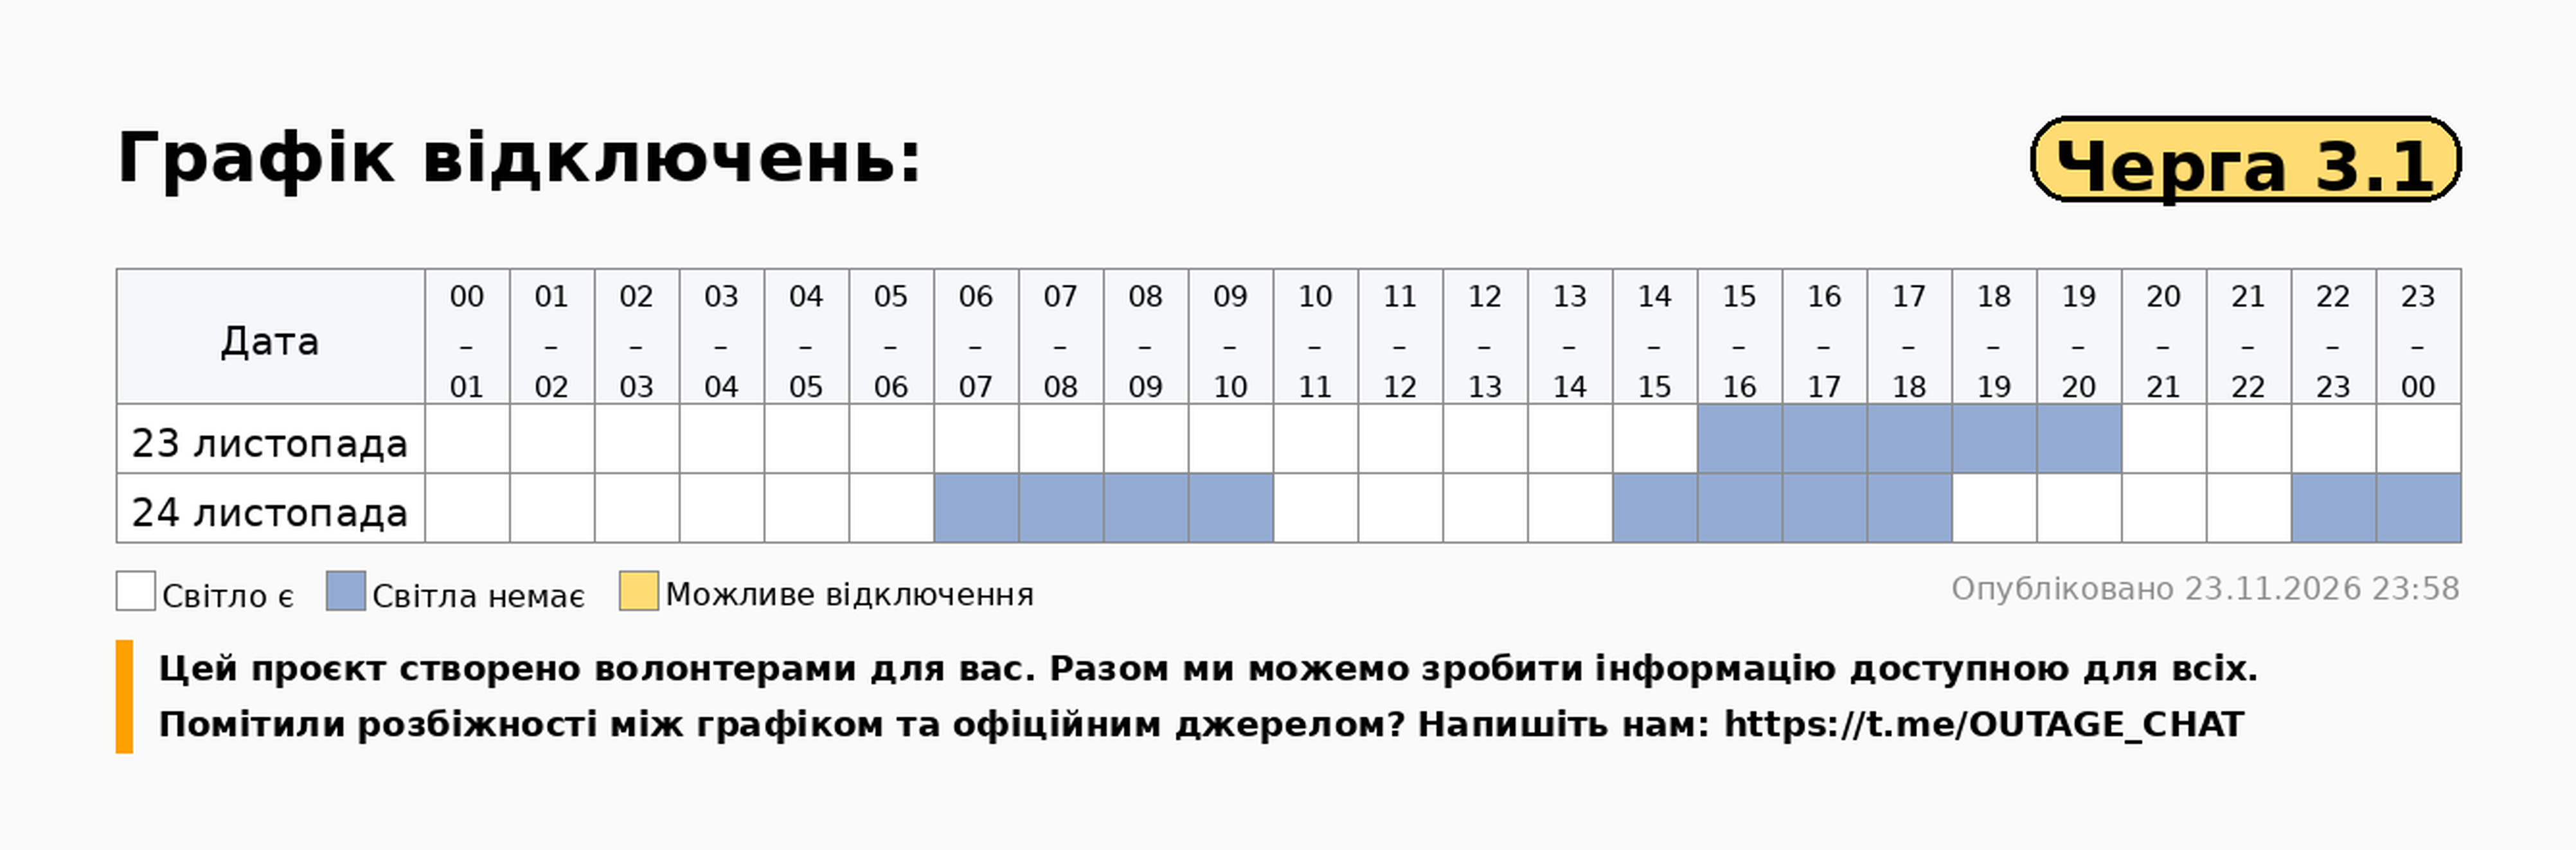 Графік відключень:
Черга 3.1
Дата
00 – 01
01 – 02
02 – 03
03 – 04
04 – 05
05 – 06
06 – 07
07 – 08
08 – 09
09 – 10
10 – 11
11 – 12
12 – 13
13 – 14
14 – 15
15 – 16
16 – 17
17 – 18
18 – 19
19 – 20
20 – 21
21 – 22
22 – 23
23 – 00
23 листопада
24 листопада
Світло є
Світла немає
Можливе відключення
Опубліковано 23.11.2026 23:58
Цей проєкт створено волонтерами для вас. Разом ми можемо зробити інформацію доступною для всіх.
Помітили розбіжності між графіком та офіційним джерелом? Напишіть нам: https://t.me/OUTAGE_CHAT